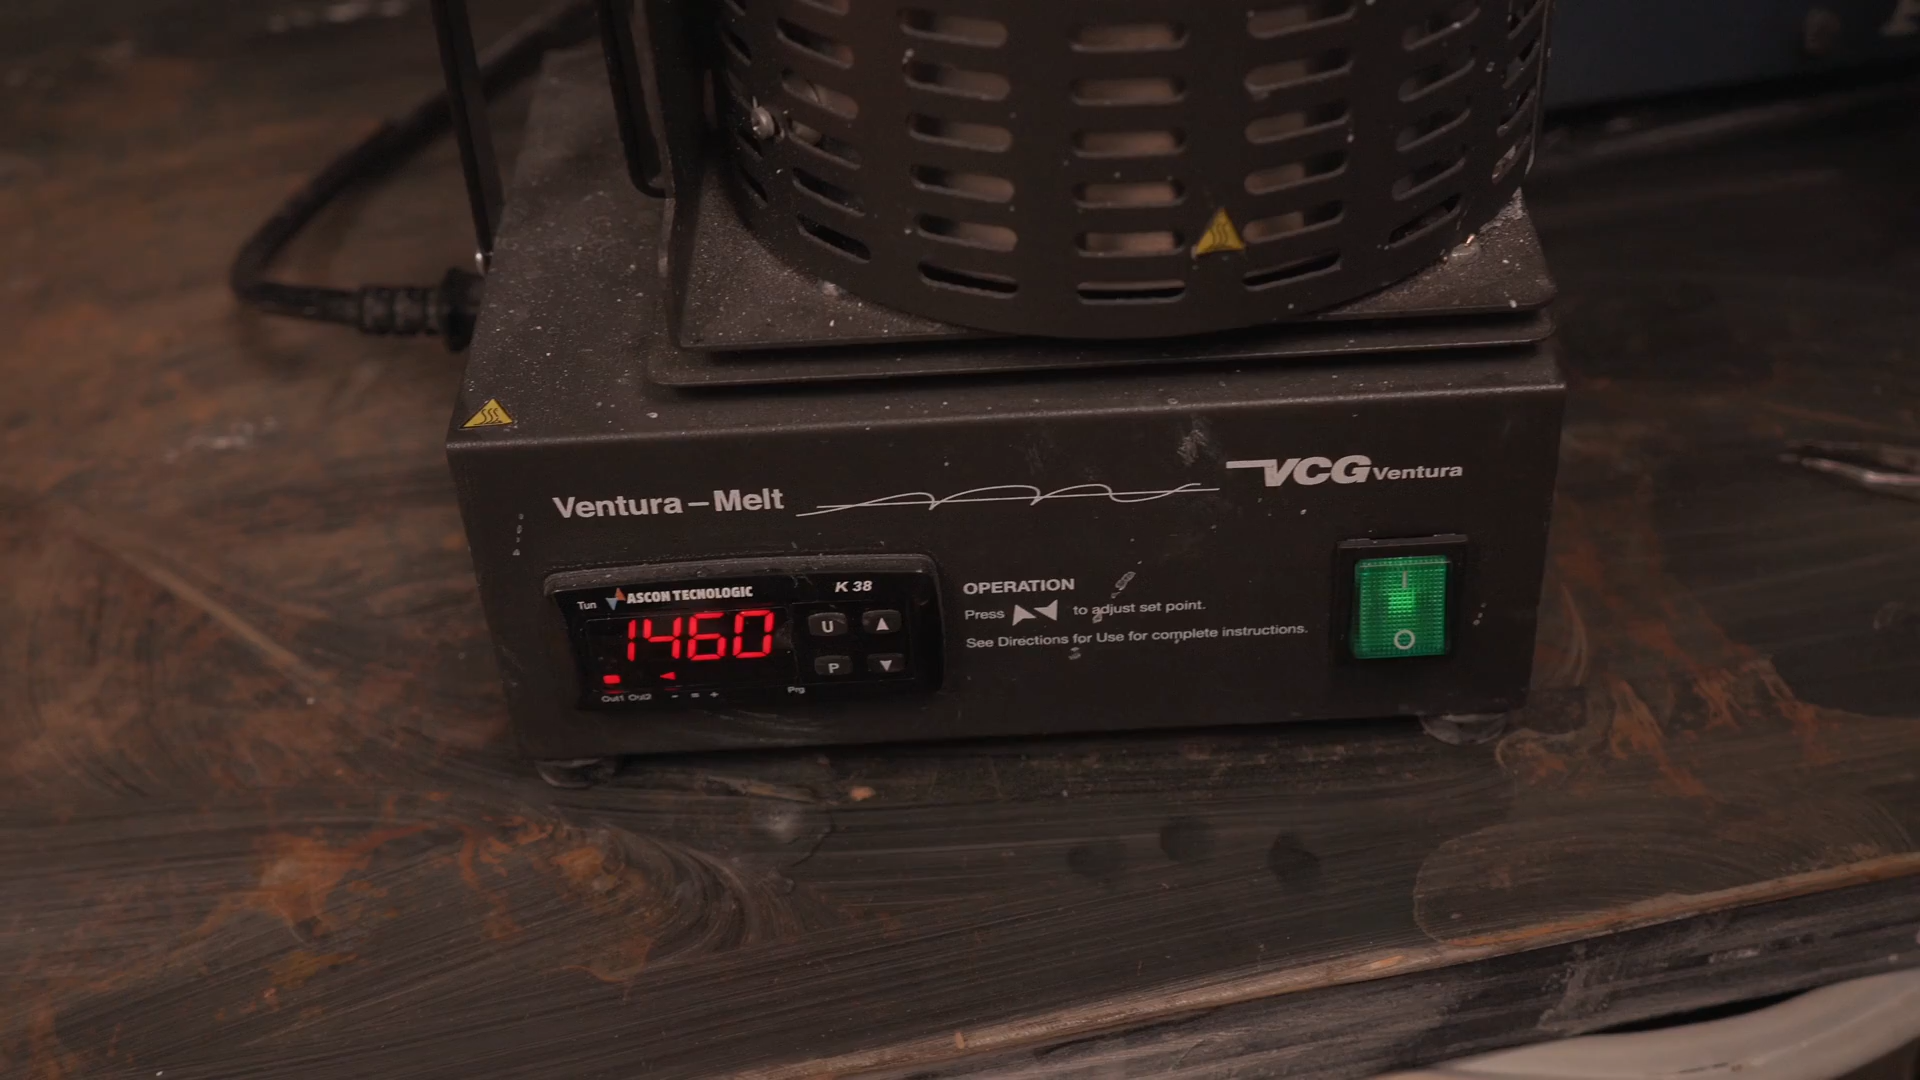 Ventura–Melt
VCG Ventura
Tun ASCON TECNOLOGIC K 38
1460
U
P
Out1 Out2 - = + Prg
OPERATION
Press to adjust set point.
See Directions for Use for complete instructions.